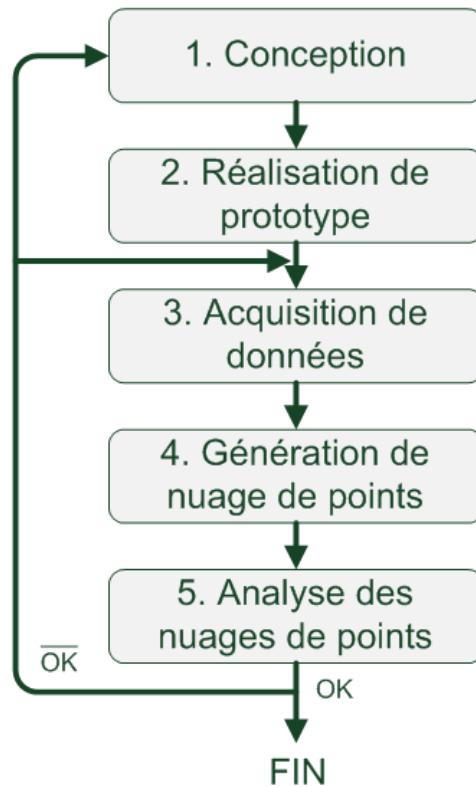 1. Conception
2. Réalisation de
prototype
3. Acquisition de
données
4. Génération de
nuage de points
5. Analyse des
nuages de points
O̅K̅
OK
FIN